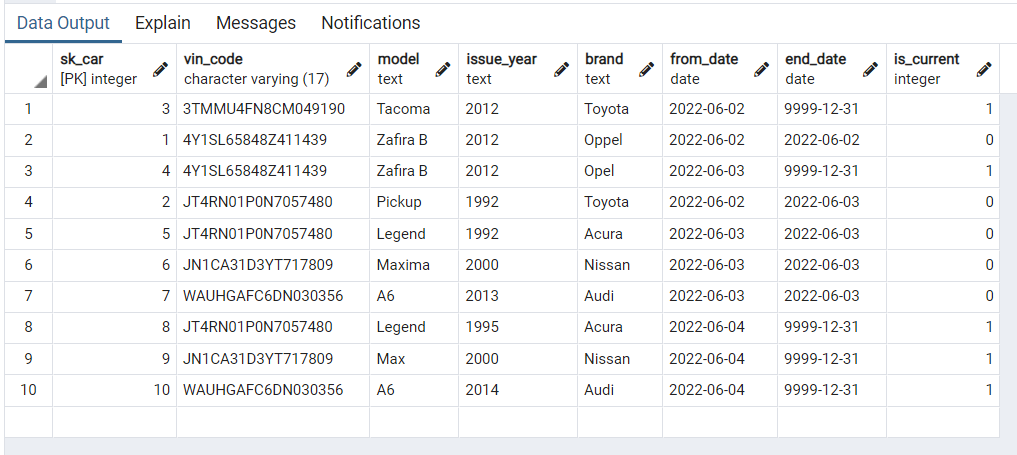 Data Output Explain Messages Notifications
sk_car vin_code model issue_year brand from_date end_date is_current
[PK] integer character varying (17) text text text date date integer
1 3 3TMMU4FN8CM049190 Tacoma 2012 Toyota 2022-06-02 9999-12-31 1
2 1 4Y1SL65848Z411439 Zafira B 2012 Oppel 2022-06-02 2022-06-02 0
3 4 4Y1SL65848Z411439 Zafira B 2012 Opel 2022-06-03 9999-12-31 1
4 2 JT4RN01P0N7057480 Pickup 1992 Toyota 2022-06-02 2022-06-03 0
5 5 JT4RN01P0N7057480 Legend 1992 Acura 2022-06-03 2022-06-03 0
6 6 JN1CA31D3YT717809 Maxima 2000 Nissan 2022-06-03 2022-06-03 0
7 7 WAUHGAFC6DN030356 A6 2013 Audi 2022-06-03 2022-06-03 0
8 8 JT4RN01P0N7057480 Legend 1995 Acura 2022-06-04 9999-12-31 1
9 9 JN1CA31D3YT717809 Max 2000 Nissan 2022-06-04 9999-12-31 1
10 10 WAUHGAFC6DN030356 A6 2014 Audi 2022-06-04 9999-12-31 1